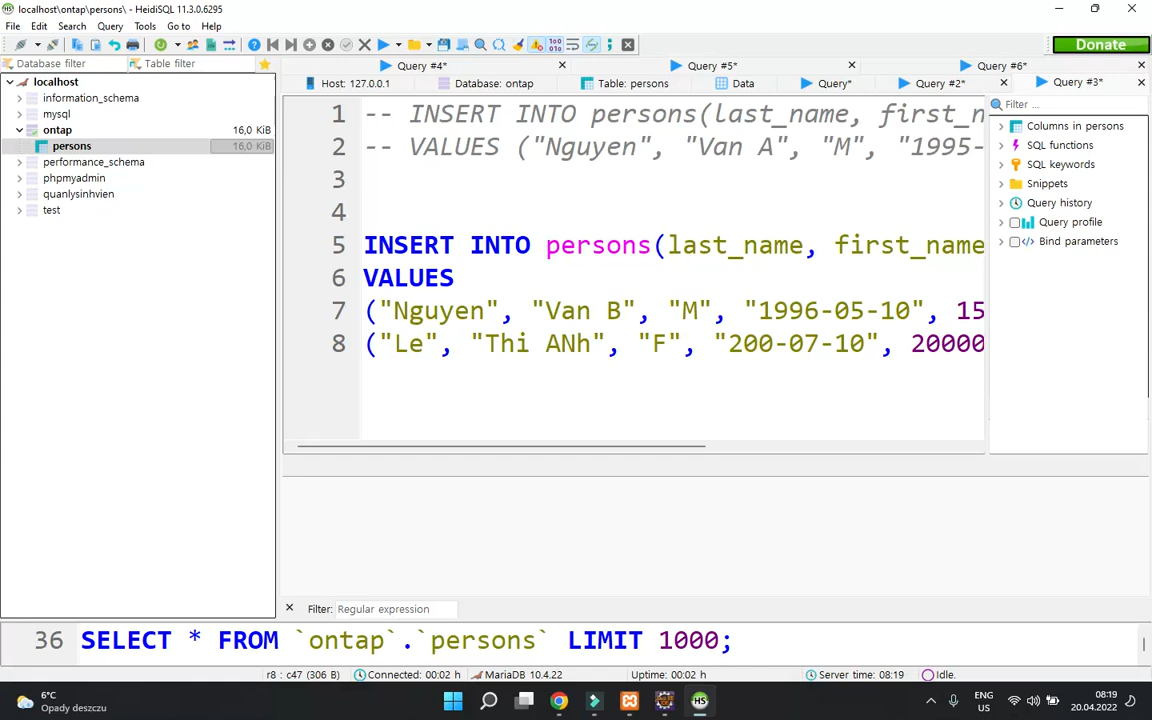 localhost\ontap\persons\ - HeidiSQL 11.3.0.6295
File Edit Search Query Tools Go to Help
Donate
Database filter Table filter
Query #4* Query #5* Query #6*
Host: 127.0.0.1 Database: ontap Table: persons Data Query* Query #2* Query #3*
localhost
information_schema
mysql
ontap 16,0 KiB
persons 16,0 KiB
performance_schema
phpmyadmin
quanlysinhvien
test
1 -- INSERT INTO persons(last_name, first_n
2 -- VALUES ("Nguyen", "Van A", "M", "1995-
3
4
5 INSERT INTO persons(last_name, first_name
6 VALUES
7 ("Nguyen", "Van B", "M", "1996-05-10", 15
8 ("Le", "Thi ANh", "F", "200-07-10", 20000
Filter ...
Columns in persons
SQL functions
SQL keywords
Snippets
Query history
Query profile
Bind parameters
Filter: Regular expression
36 SELECT * FROM `ontap`.`persons` LIMIT 1000;
r8 : c47 (306 B) Connected: 00:02 h MariaDB 10.4.22 Uptime: 00:02 h Server time: 08:19 Idle.
6°C
Opady deszczu
HS
ENG
US
08:19
20.04.2022